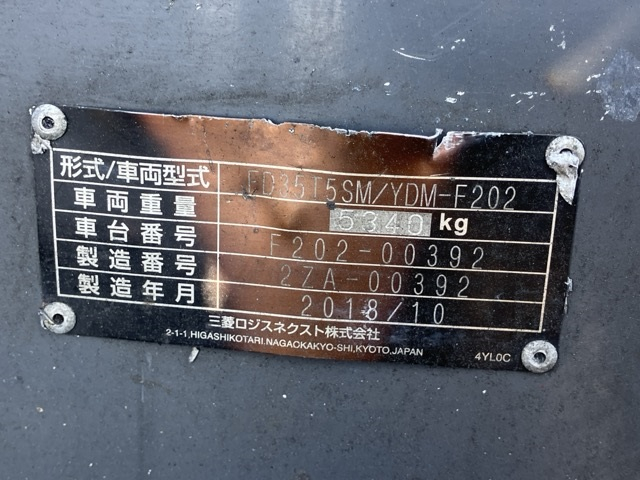 形式/車両型式 FD35T5SM/YDM-F202
車両重量 5340 kg
車台番号 F202-00392
製造番号 2ZA-00392
製造年月 2018/10
三菱ロジスネクスト株式会社
2-1-1,HIGASHIKOTARI,NAGAOKAKYO-SHI,KYOTO,JAPAN 4YL0C